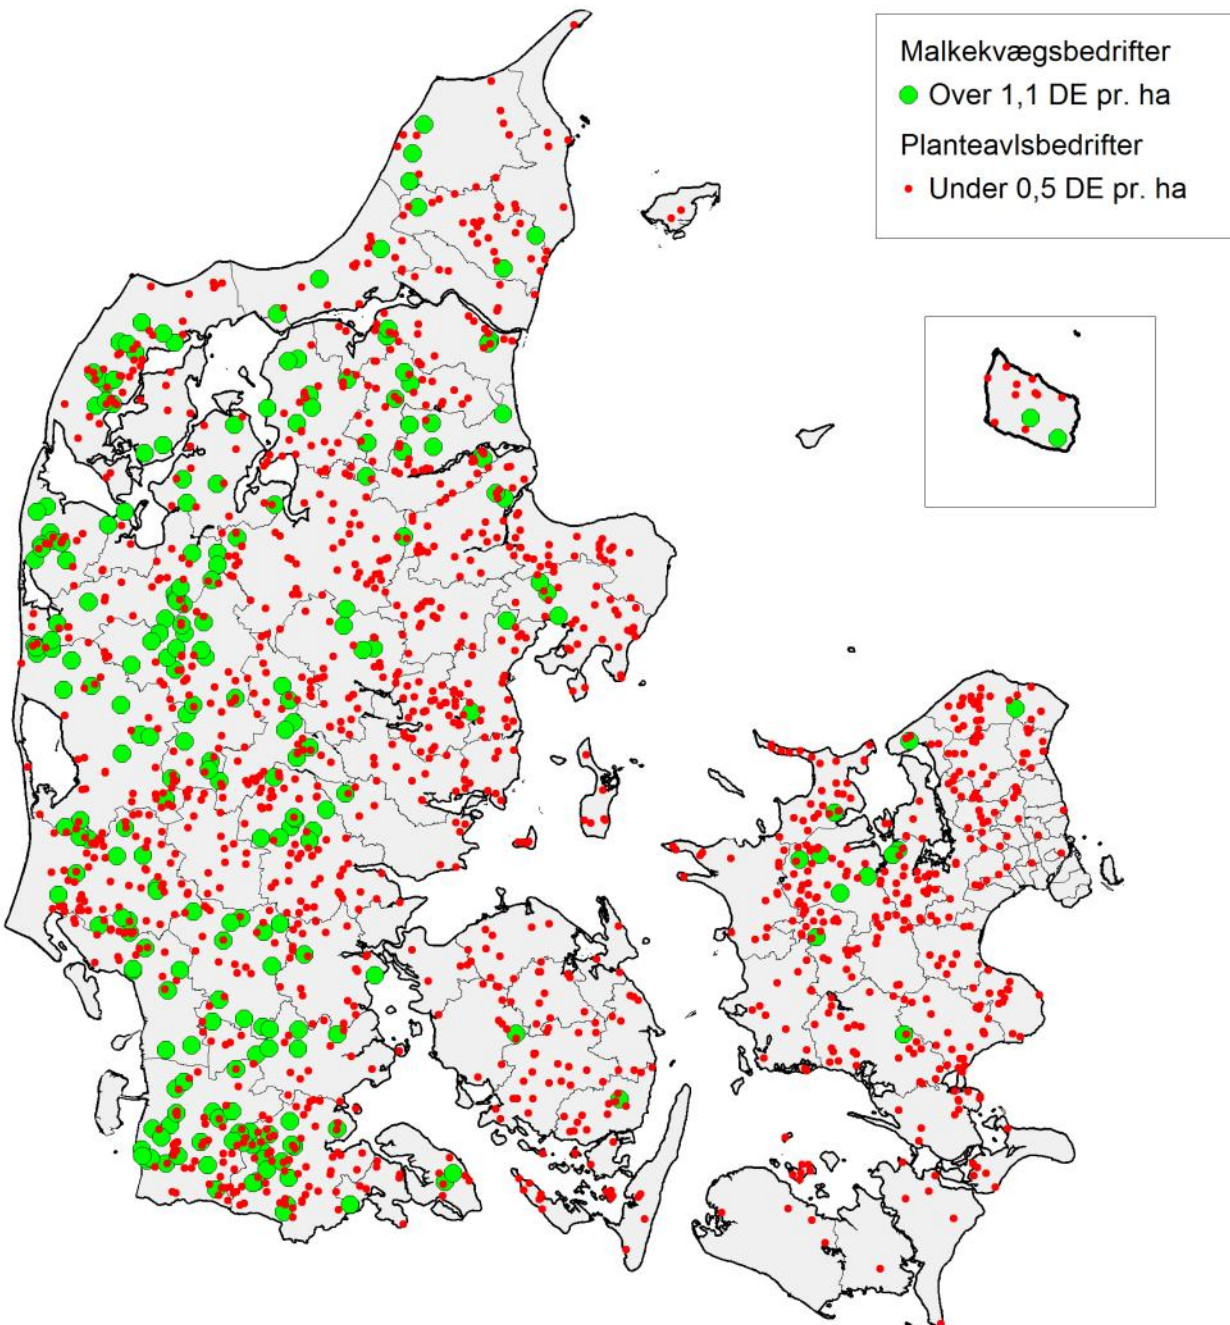 Malkekvægsbedrifter
Over 1,1 DE pr. ha
Planteavlsbedrifter
Under 0,5 DE pr. ha